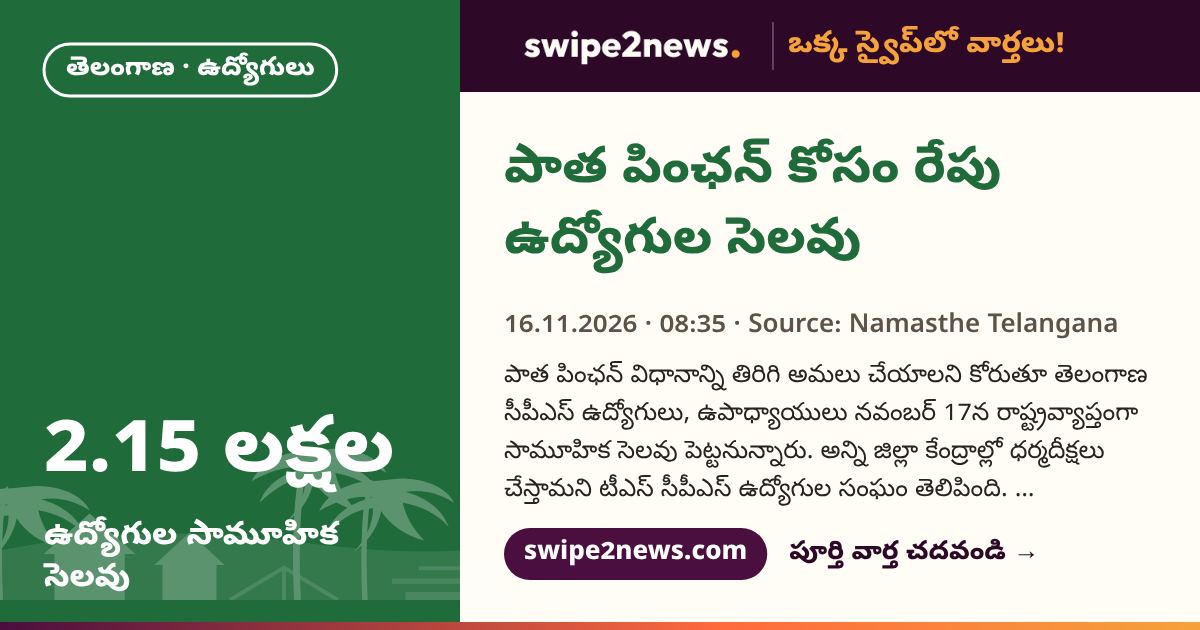 తెలంగాణ · ఉద్యోగులు
2.15 లక్షల
ఉద్యోగుల సామూహిక
సెలవు
swipe2news.
ఒక్క స్వైప్‌లో వార్తలు!
పాత పింఛన్ కోసం రేపు
ఉద్యోగుల సెలవు
16.11.2026 · 08:35 · Source: Namasthe Telangana
పాత పింఛన్ విధానాన్ని తిరిగి అమలు చేయాలని కోరుతూ తెలంగాణ
సీపీఎస్ ఉద్యోగులు, ఉపాధ్యాయులు నవంబర్ 17న రాష్ట్రవ్యాప్తంగా
సామూహిక సెలవు పెట్టనున్నారు. అన్ని జిల్లా కేంద్రాల్లో ధర్మదీక్షలు
చేస్తామని టీఎస్ సీపీఎస్ ఉద్యోగుల సంఘం తెలిపింది. ...
swipe2news.com
పూర్తి వార్త చదవండి →